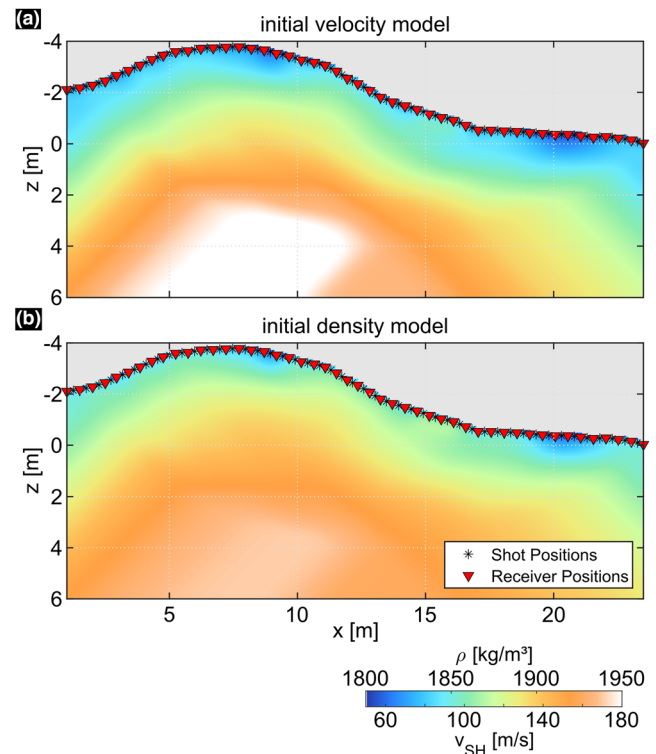 (a)
initial velocity model
-4
-2
0
2
4
6
z [m]
(b)
initial density model
-4
-2
0
2
4
6
z [m]
Shot Positions
Receiver Positions
5 10 15 20
x [m]
ρ [kg/m³]
1800 1850 1900 1950
60 100 140 180
v_SH [m/s]